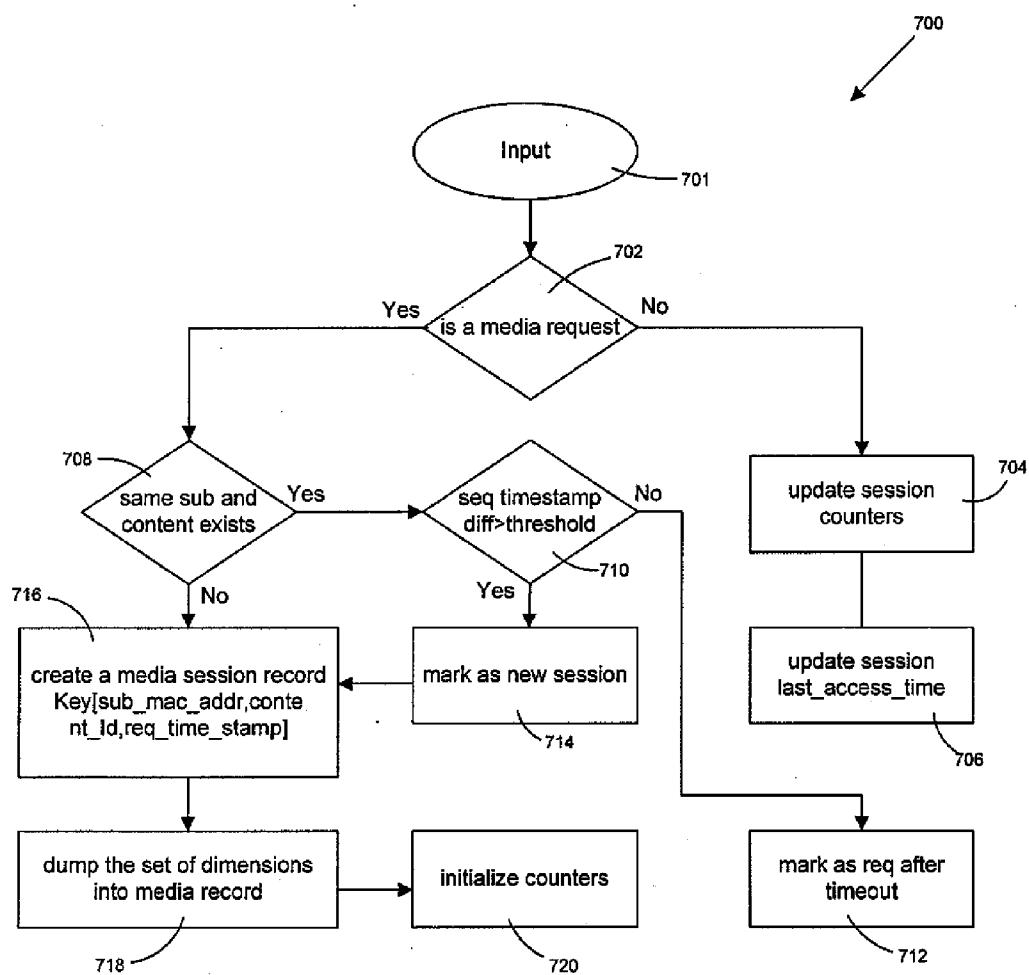 700
Input
701
702
Yes
No
is a media request
708
same sub and
content exists
Yes
seq timestamp
diff>threshold
No
710
update session
counters
704
No
Yes
716
create a media session record
Key[sub_mac_addr,conte
nt_Id,req_time_stamp]
mark as new session
714
update session
last_access_time
706
dump the set of dimensions
into media record
718
initialize counters
720
mark as req after
timeout
712